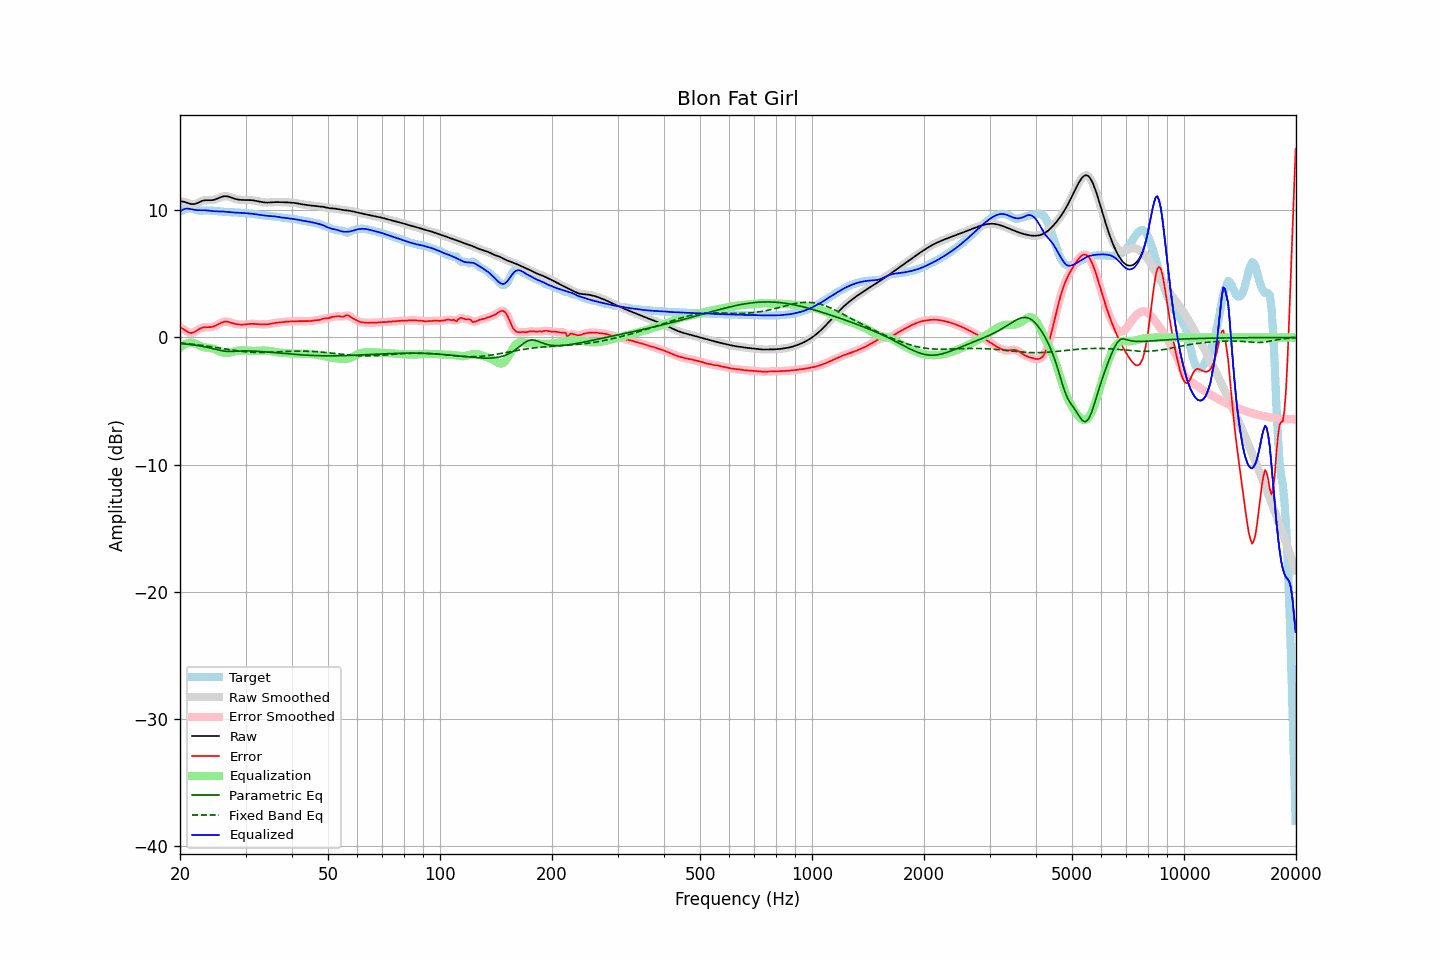 Blon Fat Girl
Amplitude (dBr)
10
0
−10
−20
−30
−40
Target
Raw Smoothed
Error Smoothed
Raw
Error
Equalization
Parametric Eq
Fixed Band Eq
Equalized
20 50 100 200 500 1000 2000 5000 10000 20000
Frequency (Hz)